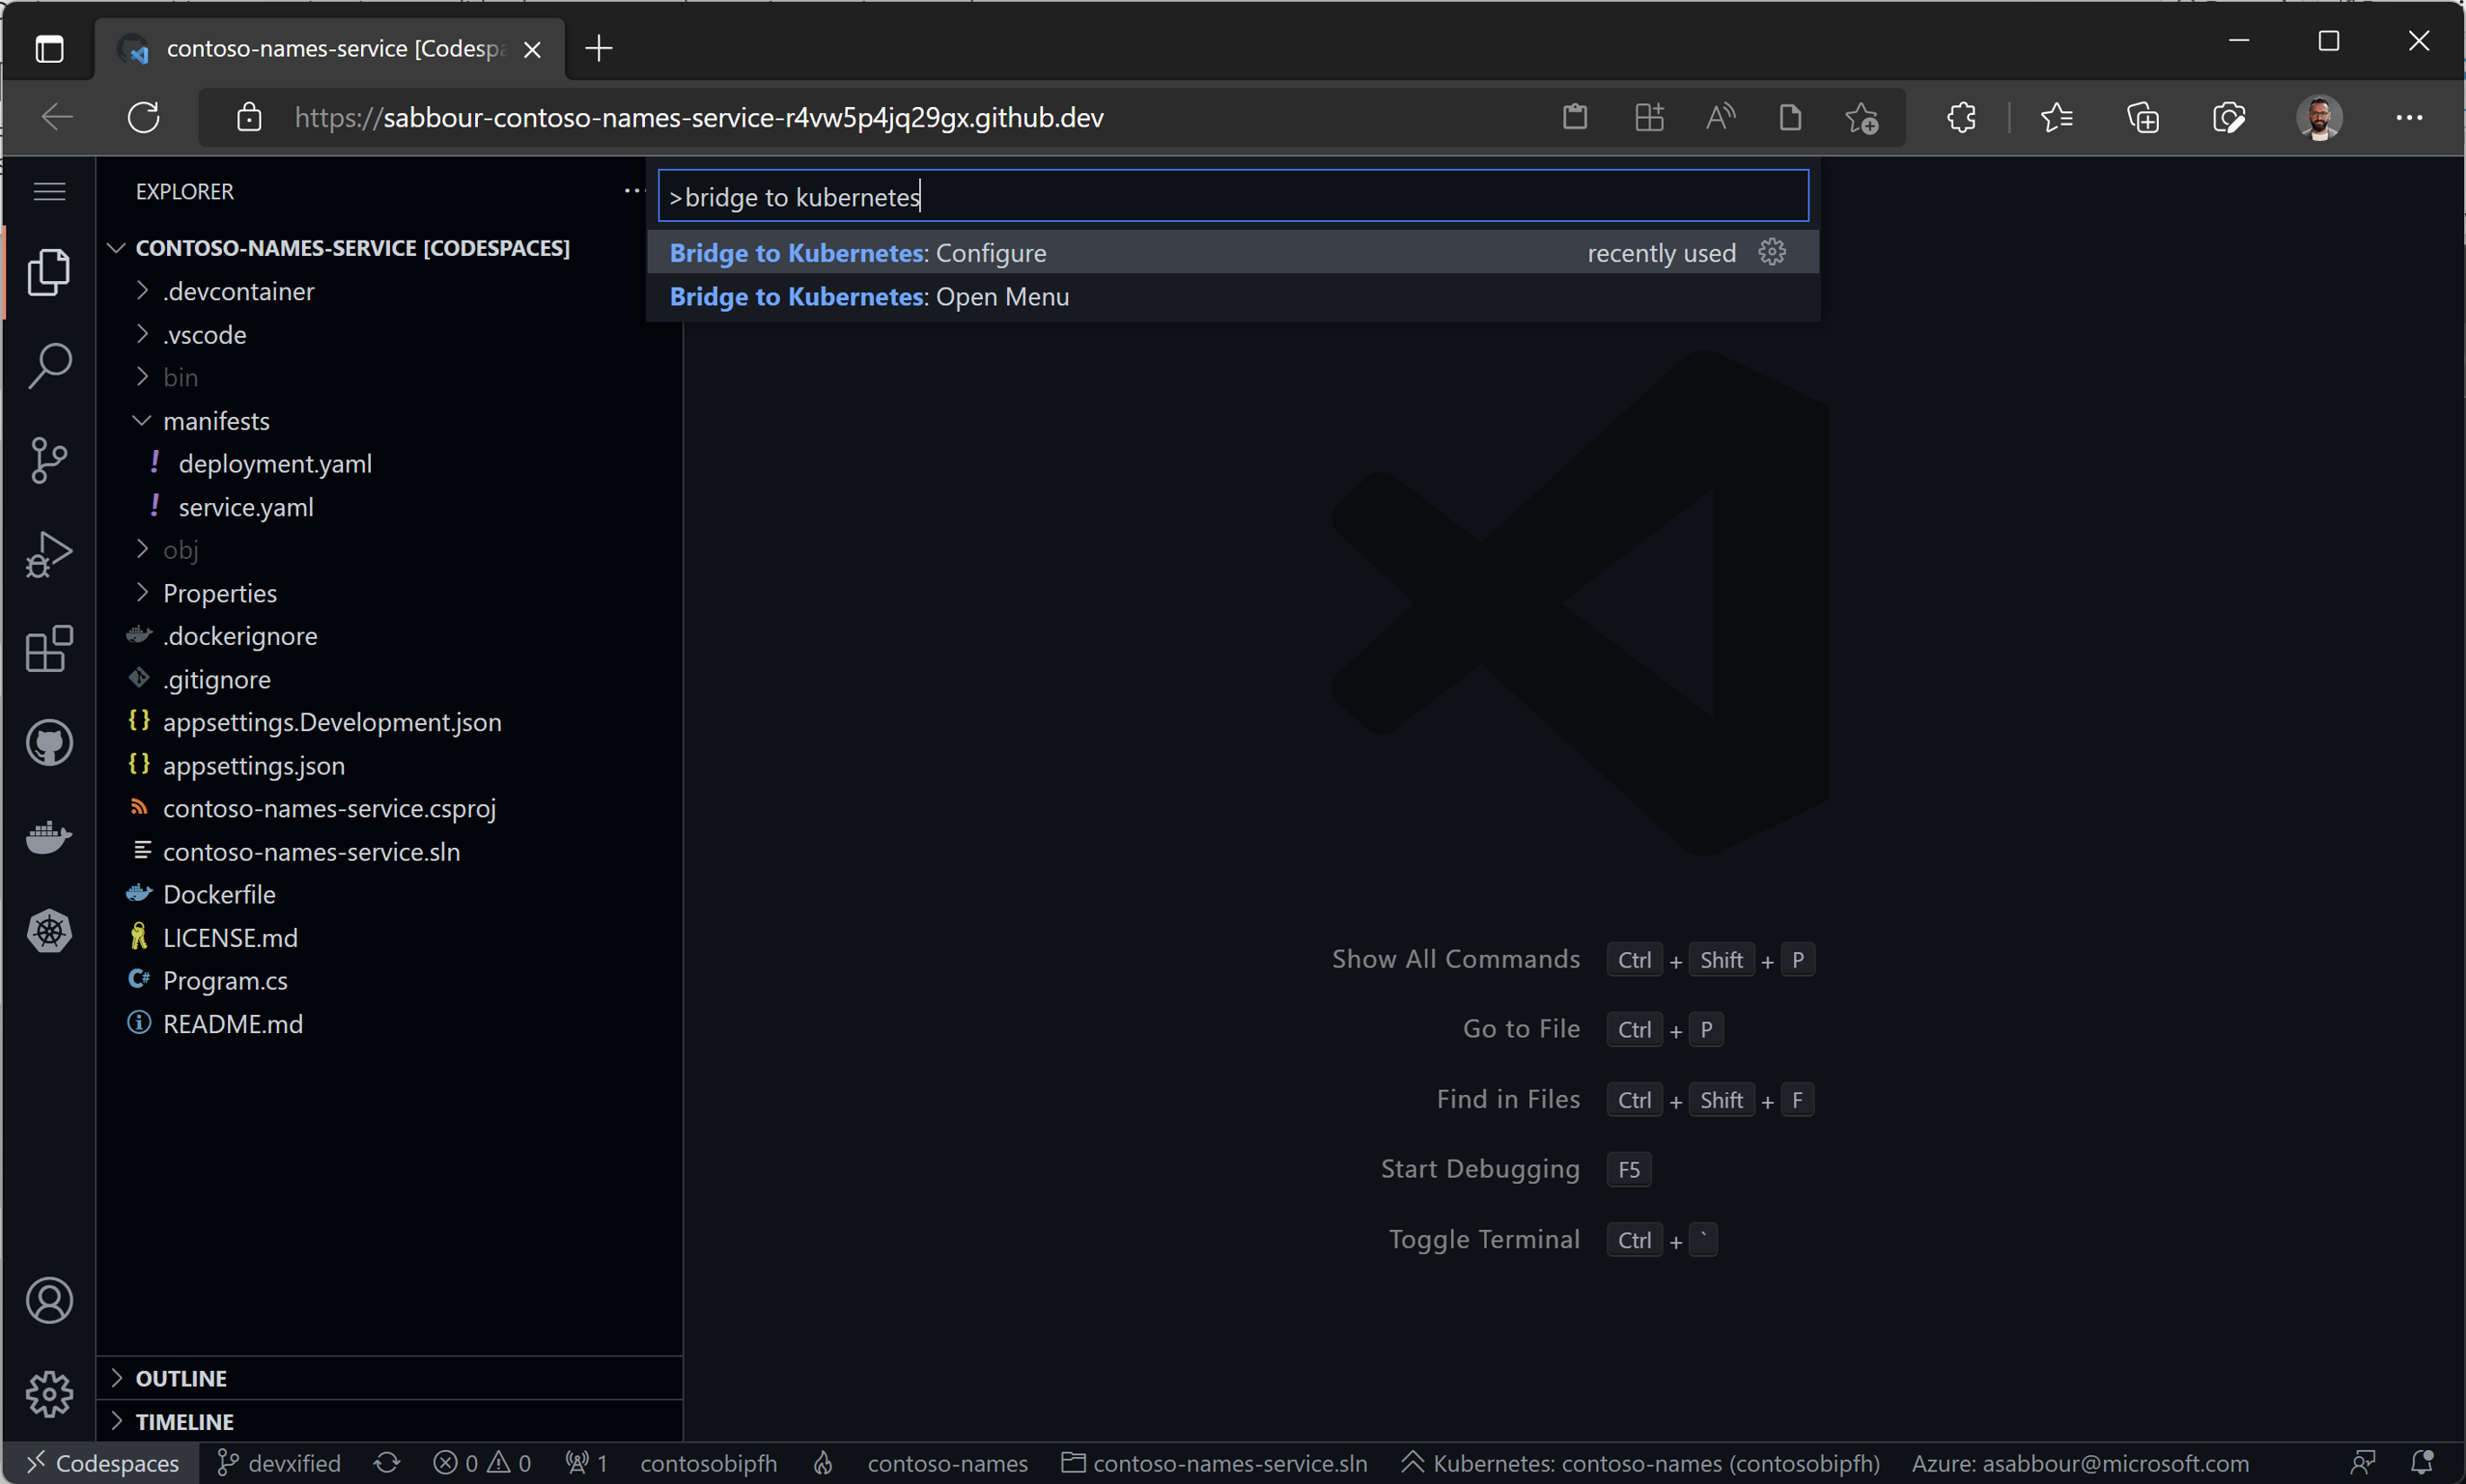 contoso-names-service [Codespa
https://sabbour-contoso-names-service-r4vw5p4jq29gx.github.dev
EXPLORER
>bridge to kubernetes
Bridge to Kubernetes: Configure recently used
Bridge to Kubernetes: Open Menu
CONTOSO-NAMES-SERVICE [CODESPACES]
.devcontainer
.vscode
bin
manifests
! deployment.yaml
! service.yaml
obj
Properties
.dockerignore
.gitignore
{} appsettings.Development.json
{} appsettings.json
contoso-names-service.csproj
contoso-names-service.sln
Dockerfile
LICENSE.md
C# Program.cs
README.md
Show All Commands Ctrl + Shift + P
Go to File Ctrl + P
Find in Files Ctrl + Shift + F
Start Debugging F5
Toggle Terminal Ctrl + `
OUTLINE
TIMELINE
Codespaces devxified 0 0 1 contosobipfh contoso-names contoso-names-service.sln Kubernetes: contoso-names (contosobipfh) Azure: asabbour@microsoft.com